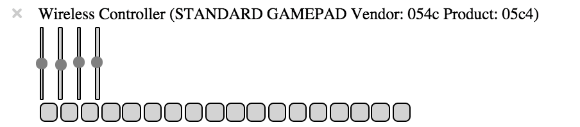 × Wireless Controller (STANDARD GAMEPAD Vendor: 054c Product: 05c4)